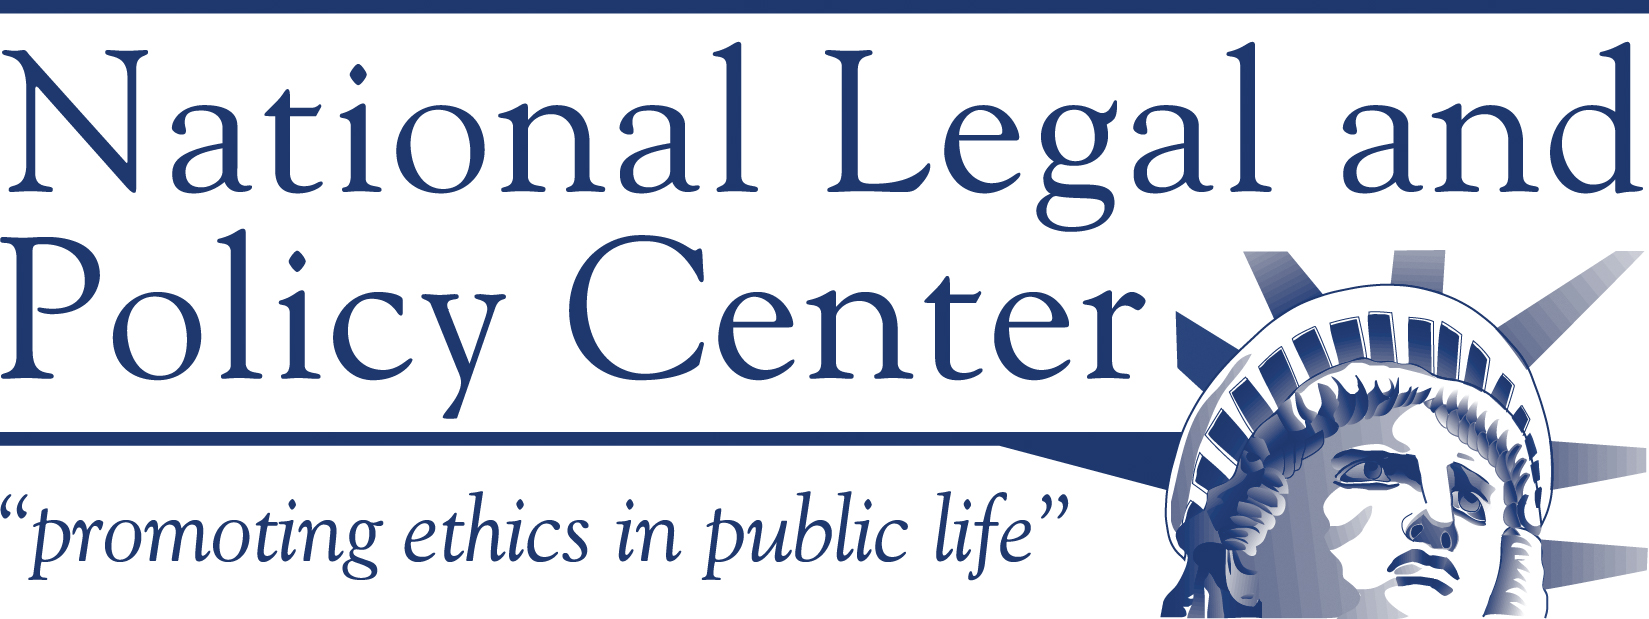 National Legal and
Policy Center
“promoting ethics in public life”